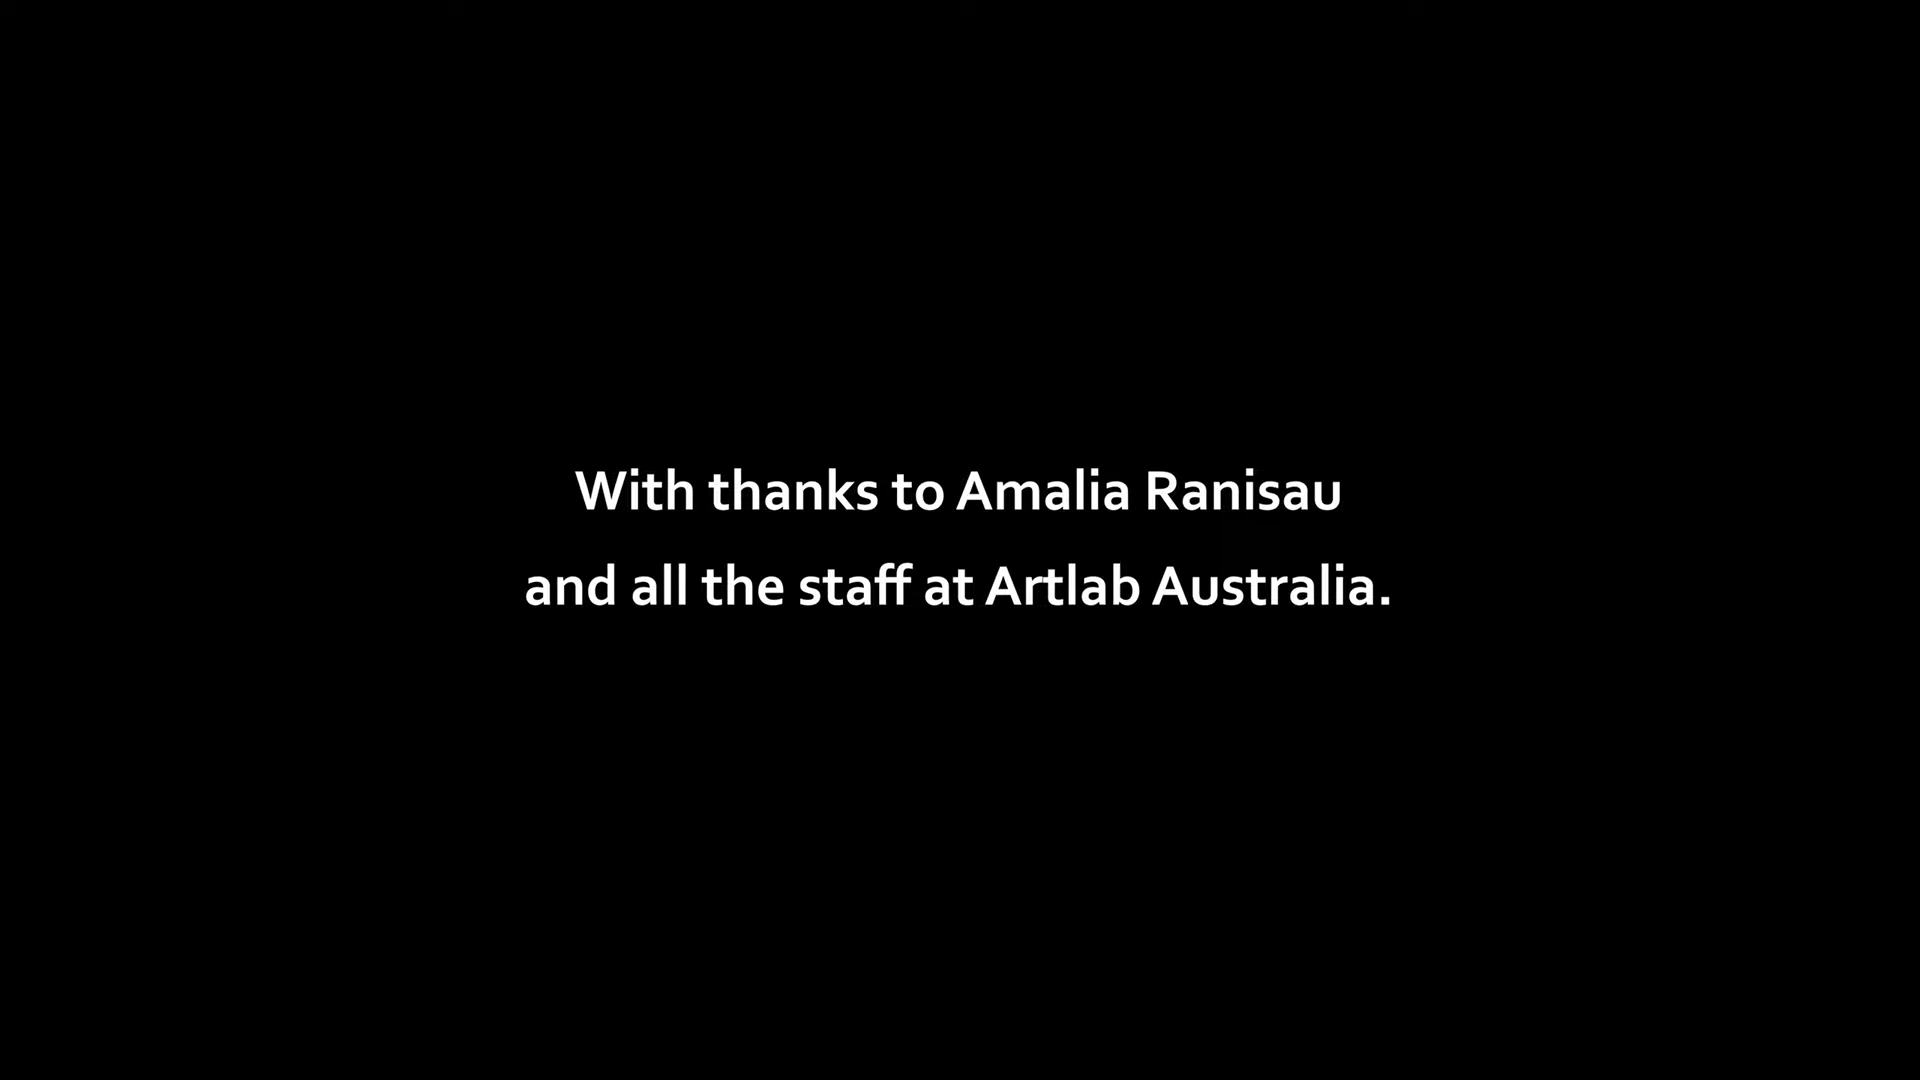 With thanks to Amalia Ranisau
and all the staff at Artlab Australia.